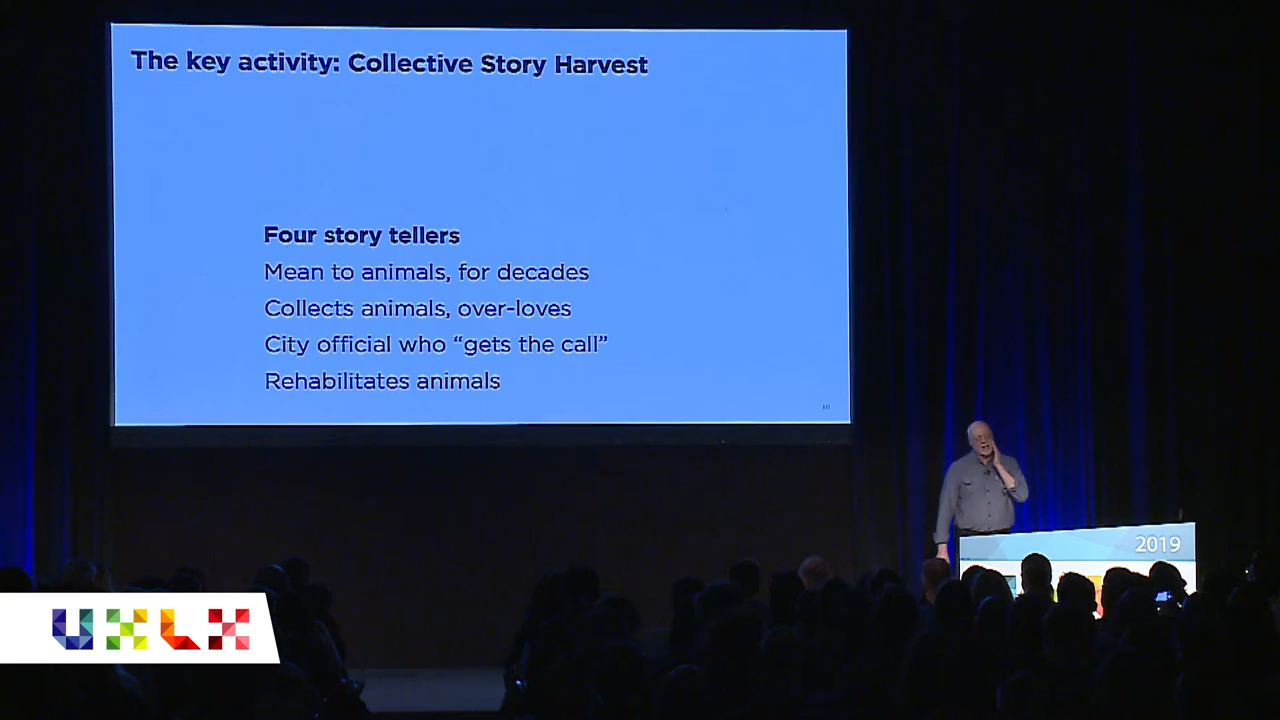 The key activity: Collective Story Harvest
Four story tellers
Mean to animals, for decades
Collects animals, over-loves
City official who “gets the call”
Rehabilitates animals
2019
UXLX